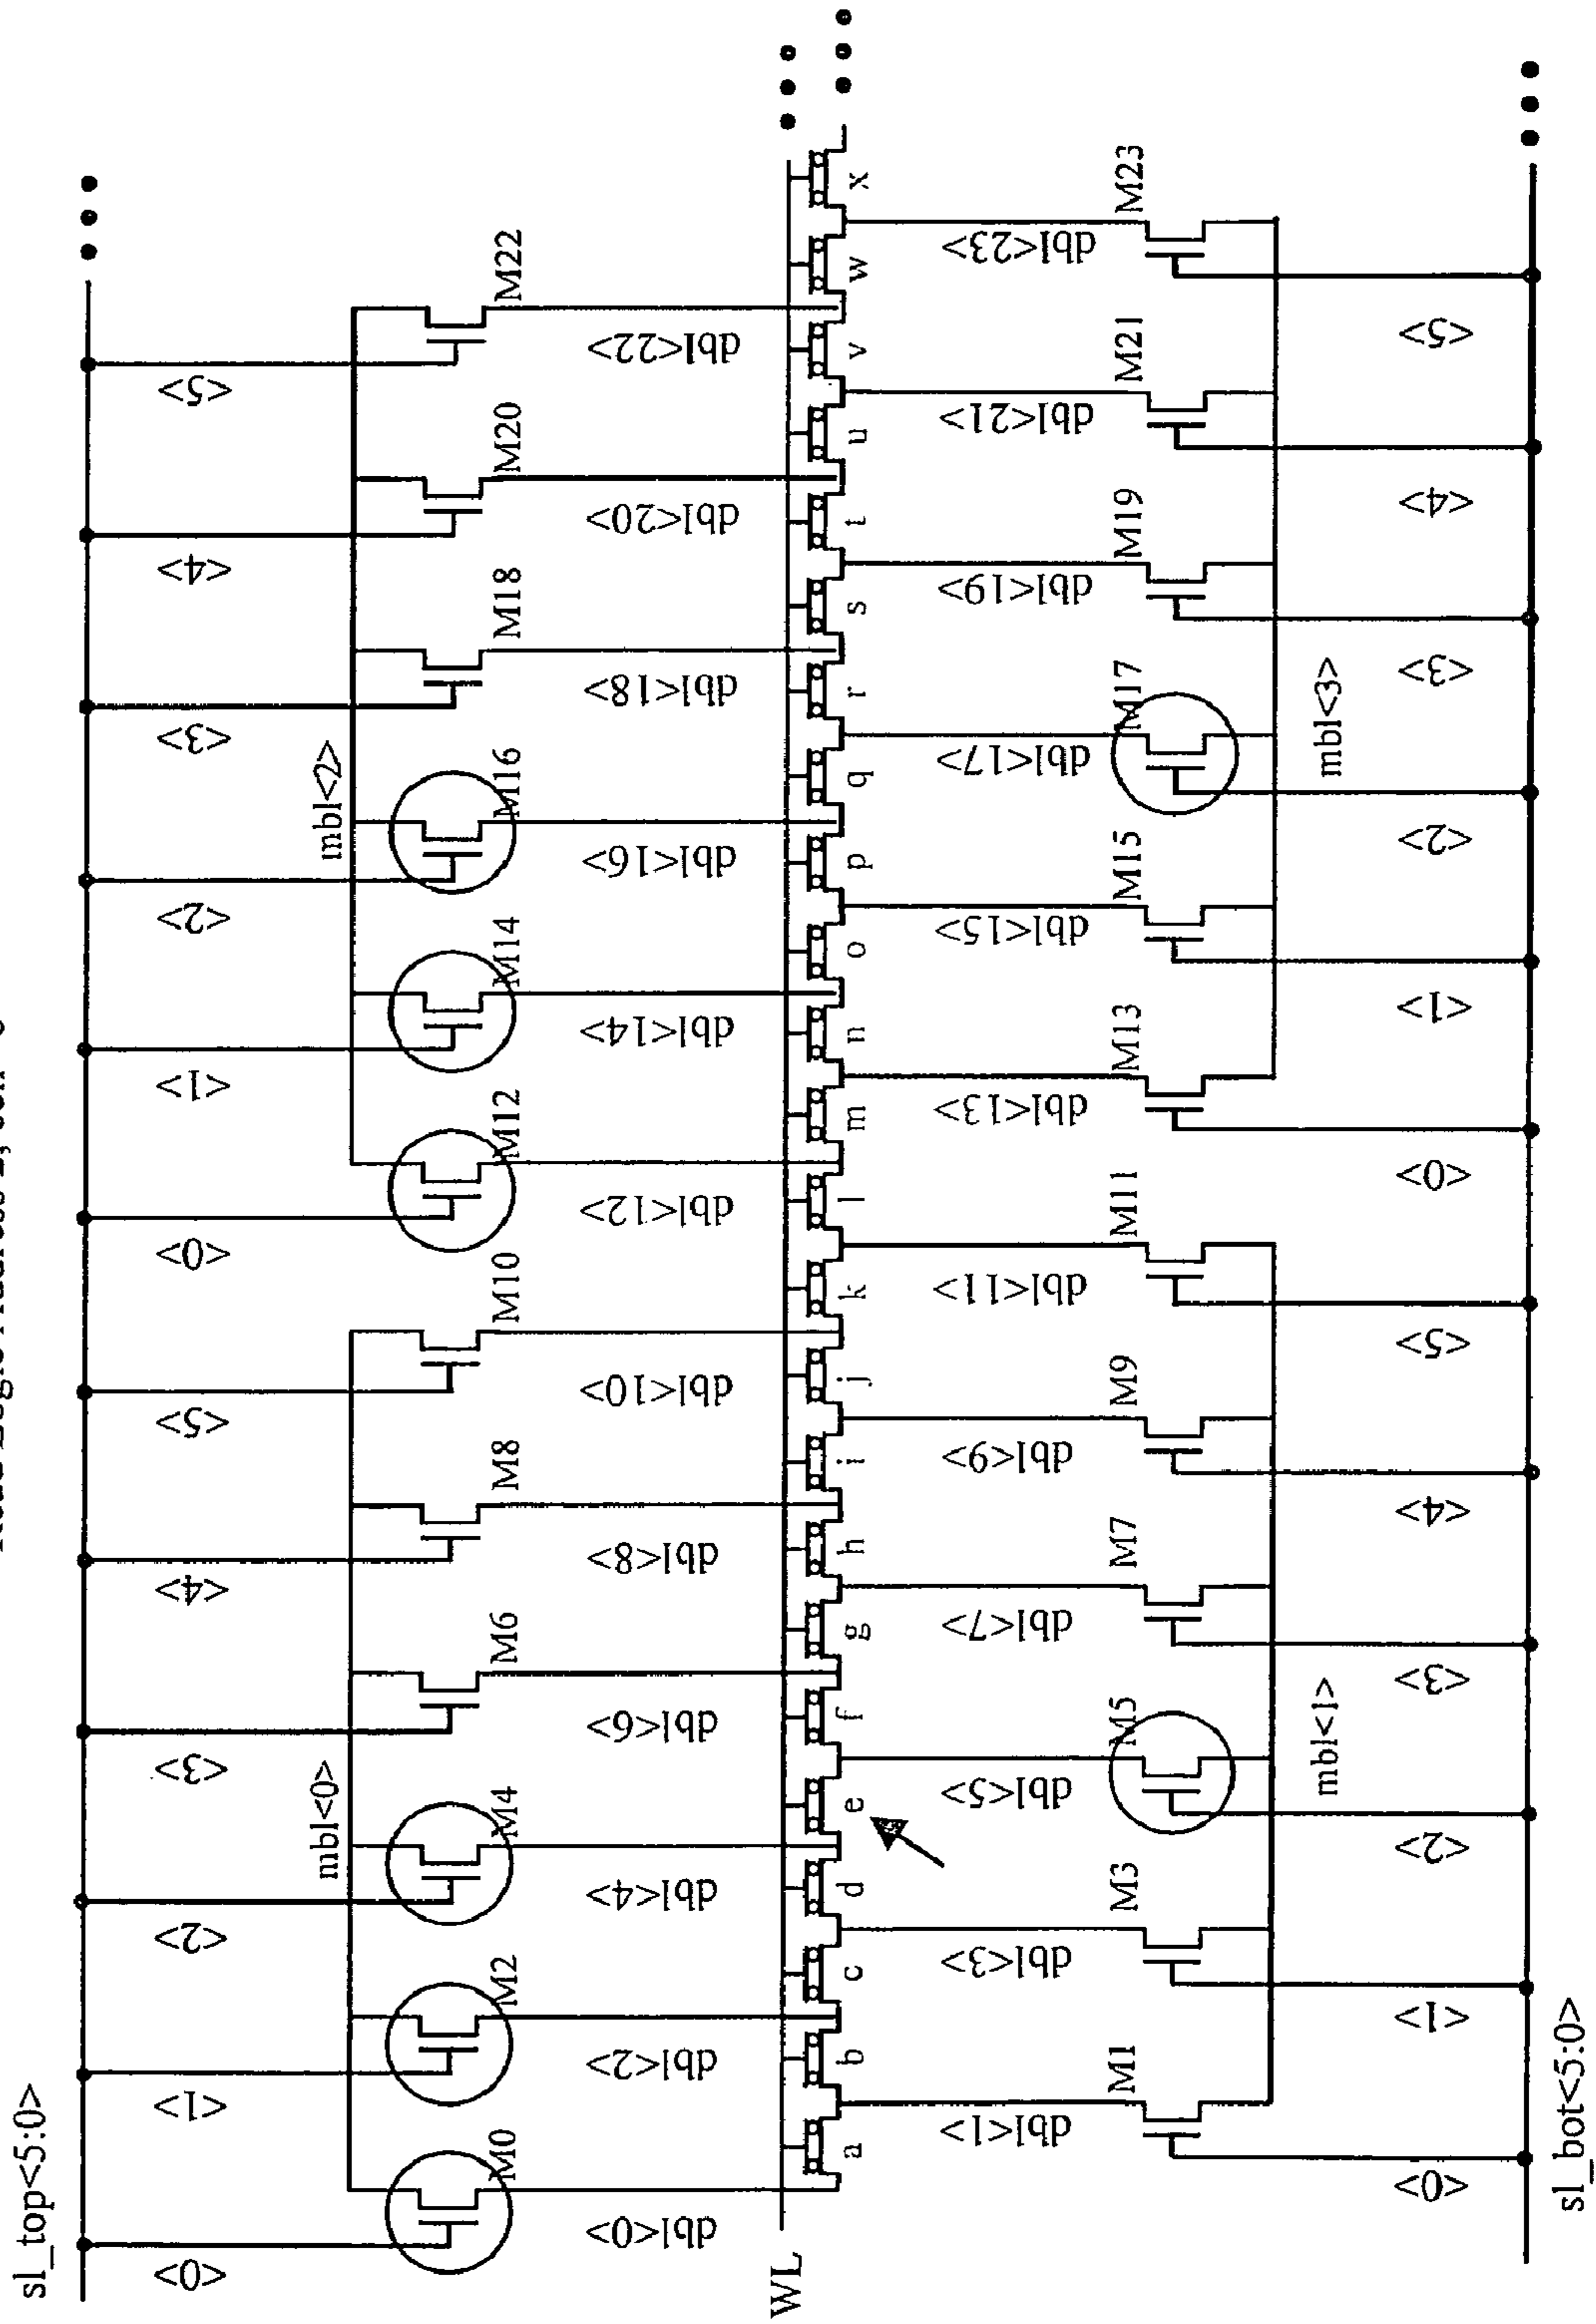 sl_top<5:0>
<0>
<1>
<2>
<3>
<4>
<5>
<0>
<1>
<2>
<3>
<4>
<5>
mbl<0>
mbl<2>
M0
M2
M4
M6
M8
M10
M12
M14
M16
M18
M20
M22
dbl<0>
dbl<2>
dbl<4>
dbl<6>
dbl<8>
dbl<10>
dbl<12>
dbl<14>
dbl<16>
dbl<18>
dbl<20>
dbl<22>
WL
a
b
c
d
e
f
g
h
i
j
k
l
m
n
o
p
q
r
s
t
u
v
w
x
dbl<1>
dbl<3>
dbl<5>
dbl<7>
dbl<9>
dbl<11>
dbl<13>
dbl<15>
dbl<17>
dbl<19>
dbl<21>
dbl<23>
M1
M3
M5
M7
M9
M11
M13
M15
M17
M19
M21
M23
mbl<1>
mbl<3>
<0>
<1>
<2>
<3>
<4>
<5>
<0>
<1>
<2>
<3>
<4>
<5>
sl_bot<5:0>